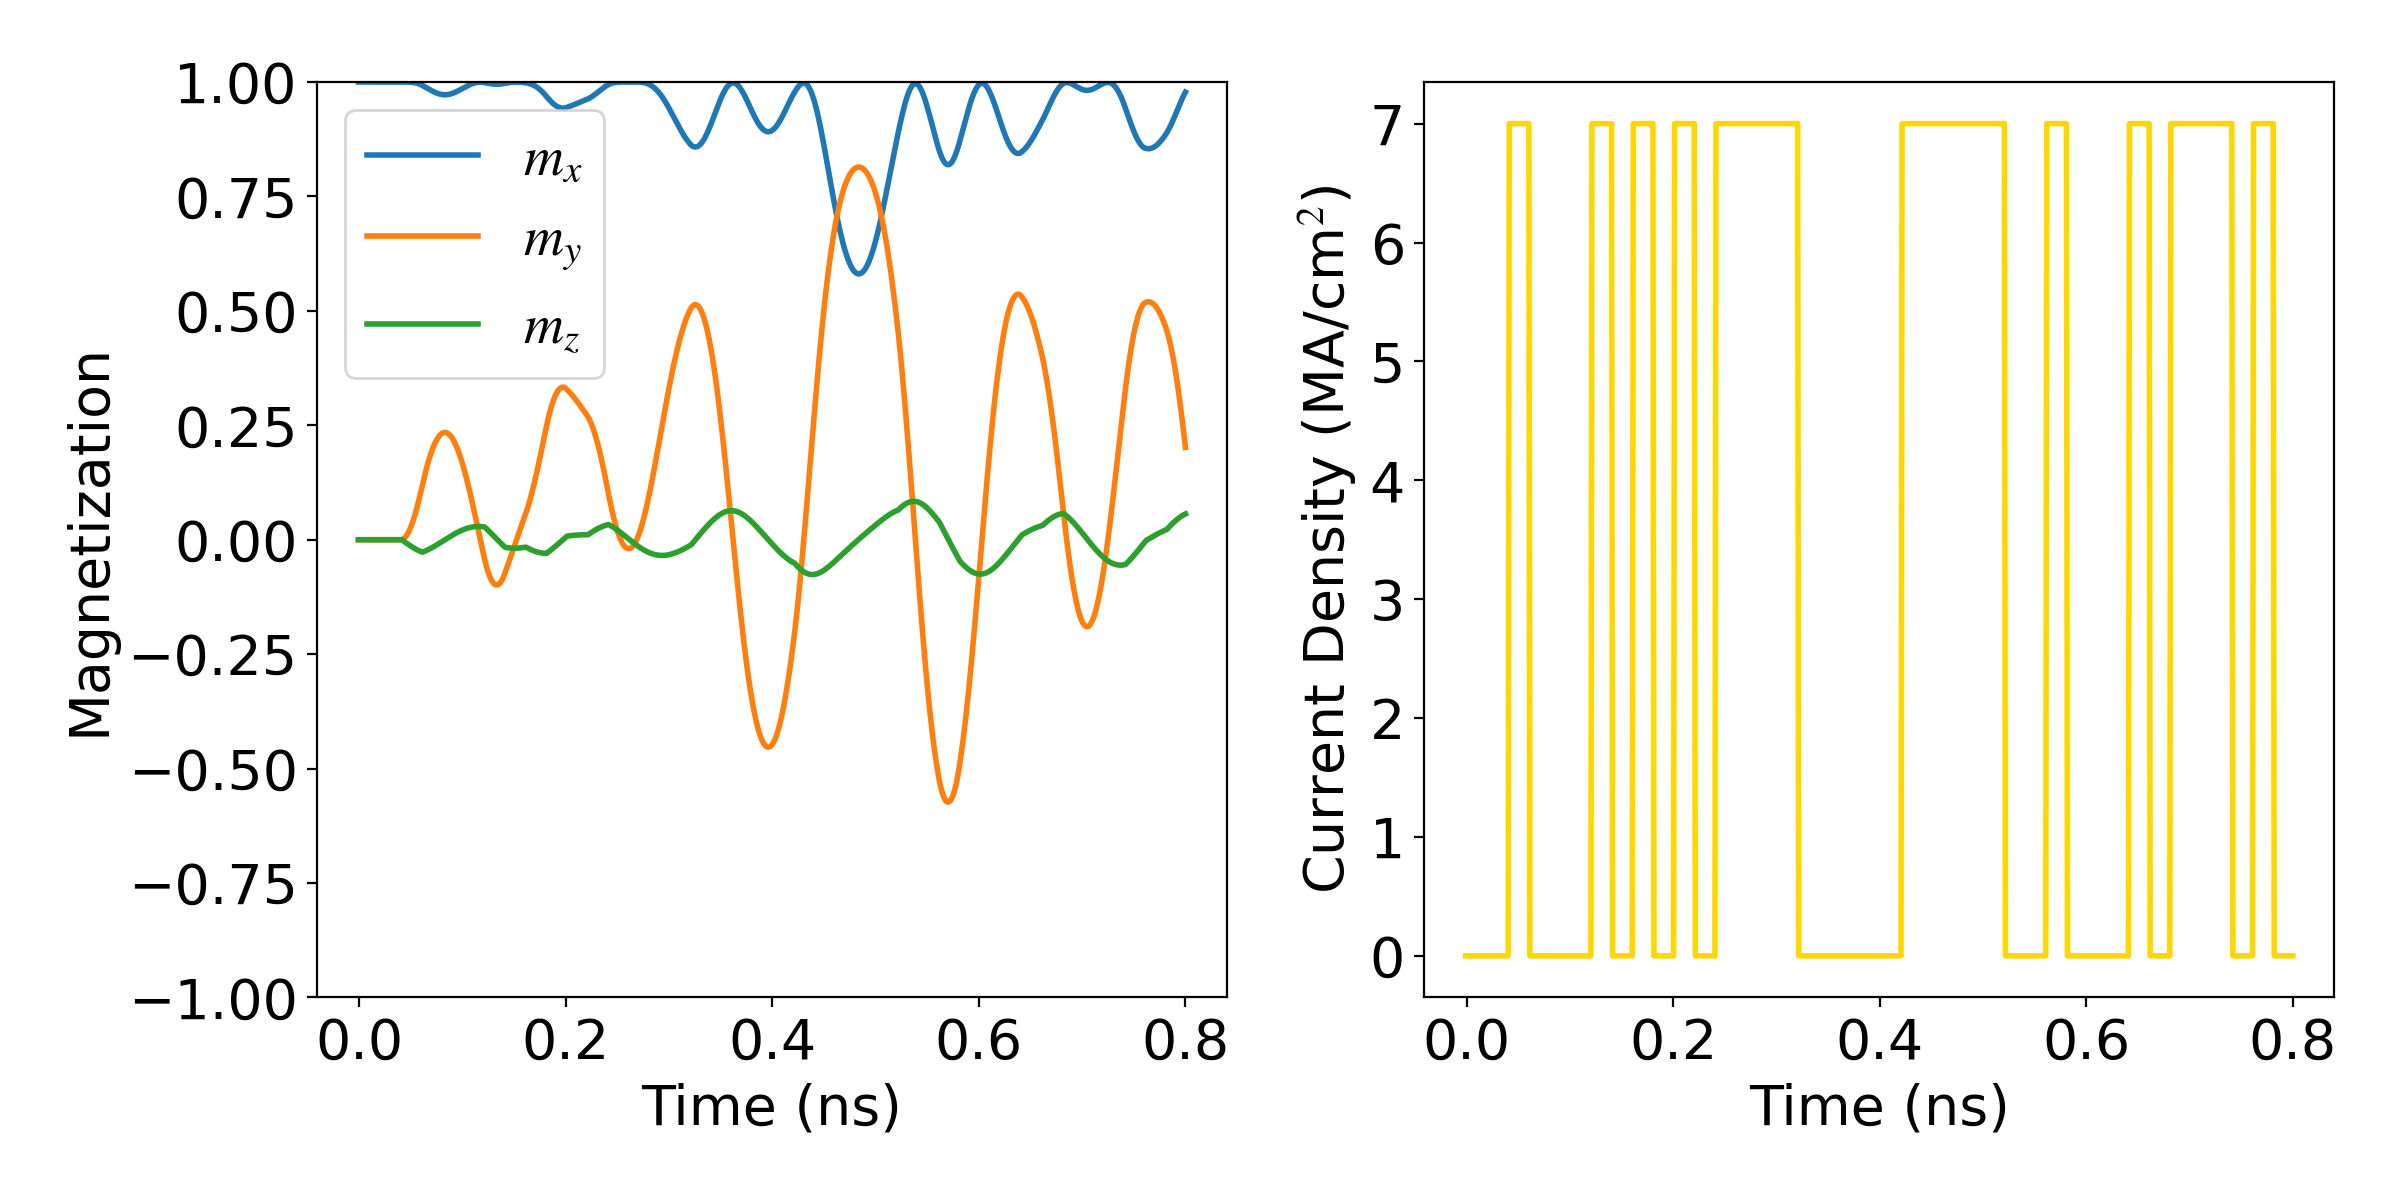 1.00
0.75
0.50
0.25
0.00
−0.25
−0.50
−0.75
−1.00
Magnetization
mₓ
m_y
m_z
0.0 0.2 0.4 0.6 0.8
Time (ns)
7
6
5
4
3
2
1
0
Current Density (MA/cm²)
0.0 0.2 0.4 0.6 0.8
Time (ns)